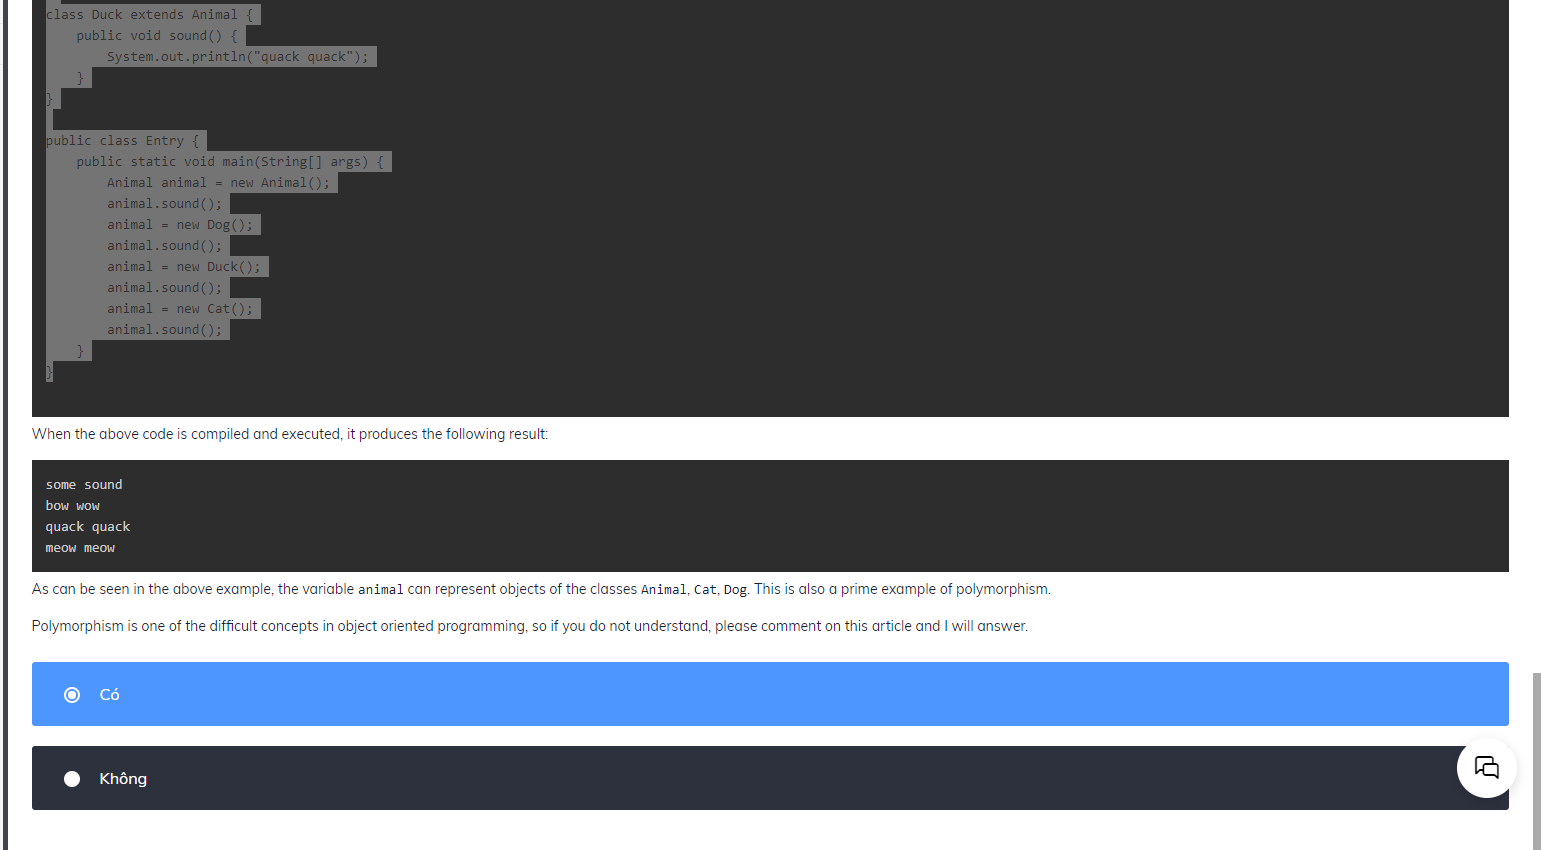 class Duck extends Animal {
    public void sound() {
        System.out.println("quack quack");
    }
}
public class Entry {
    public static void main(String[] args) {
        Animal animal = new Animal();
        animal.sound();
        animal = new Dog();
        animal.sound();
        animal = new Duck();
        animal.sound();
        animal = new Cat();
        animal.sound();
    }
}
When the above code is compiled and executed, it produces the following result:
some sound
bow wow
quack quack
meow meow
As can be seen in the above example, the variable animal can represent objects of the classes Animal, Cat, Dog. This is also a prime example of polymorphism.
Polymorphism is one of the difficult concepts in object oriented programming, so if you do not understand, please comment on this article and I will answer.
Có
Không